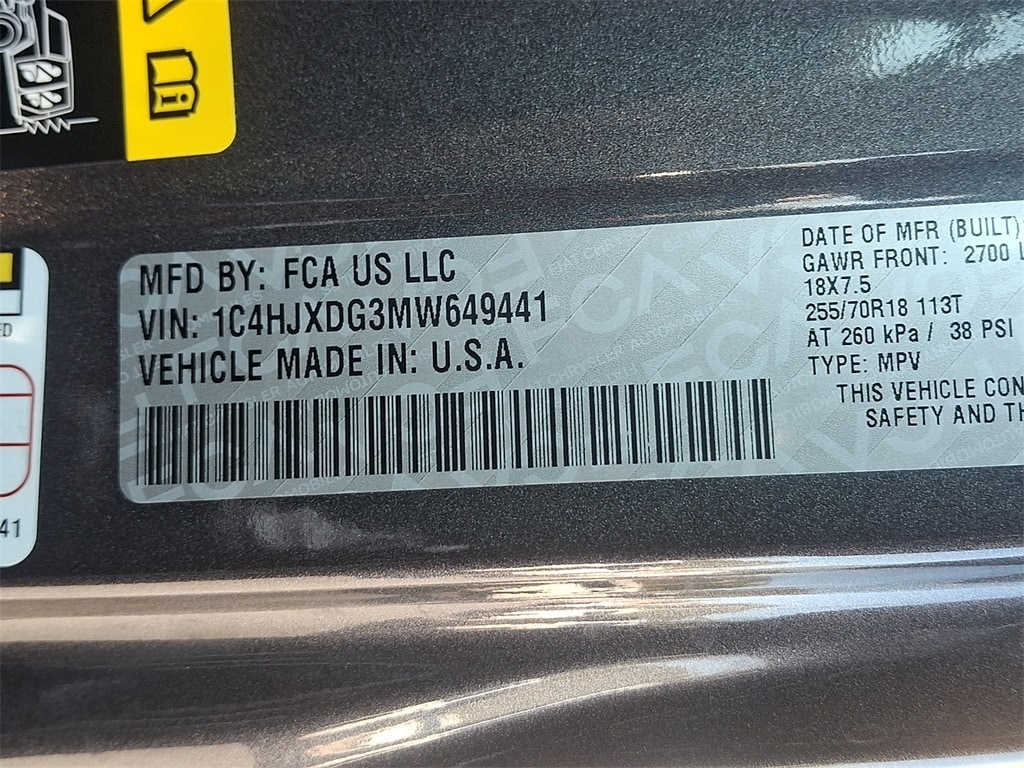 MFD BY: FCA US LLC
VIN: 1C4HJXDG3MW649441
VEHICLE MADE IN: U.S.A.
DATE OF MFR (BUILT)
GAWR FRONT: 2700 L
18X7.5
255/70R18 113T
AT 260 kPa / 38 PSI
TYPE: MPV
THIS VEHICLE CON
SAFETY AND TH
ED
41